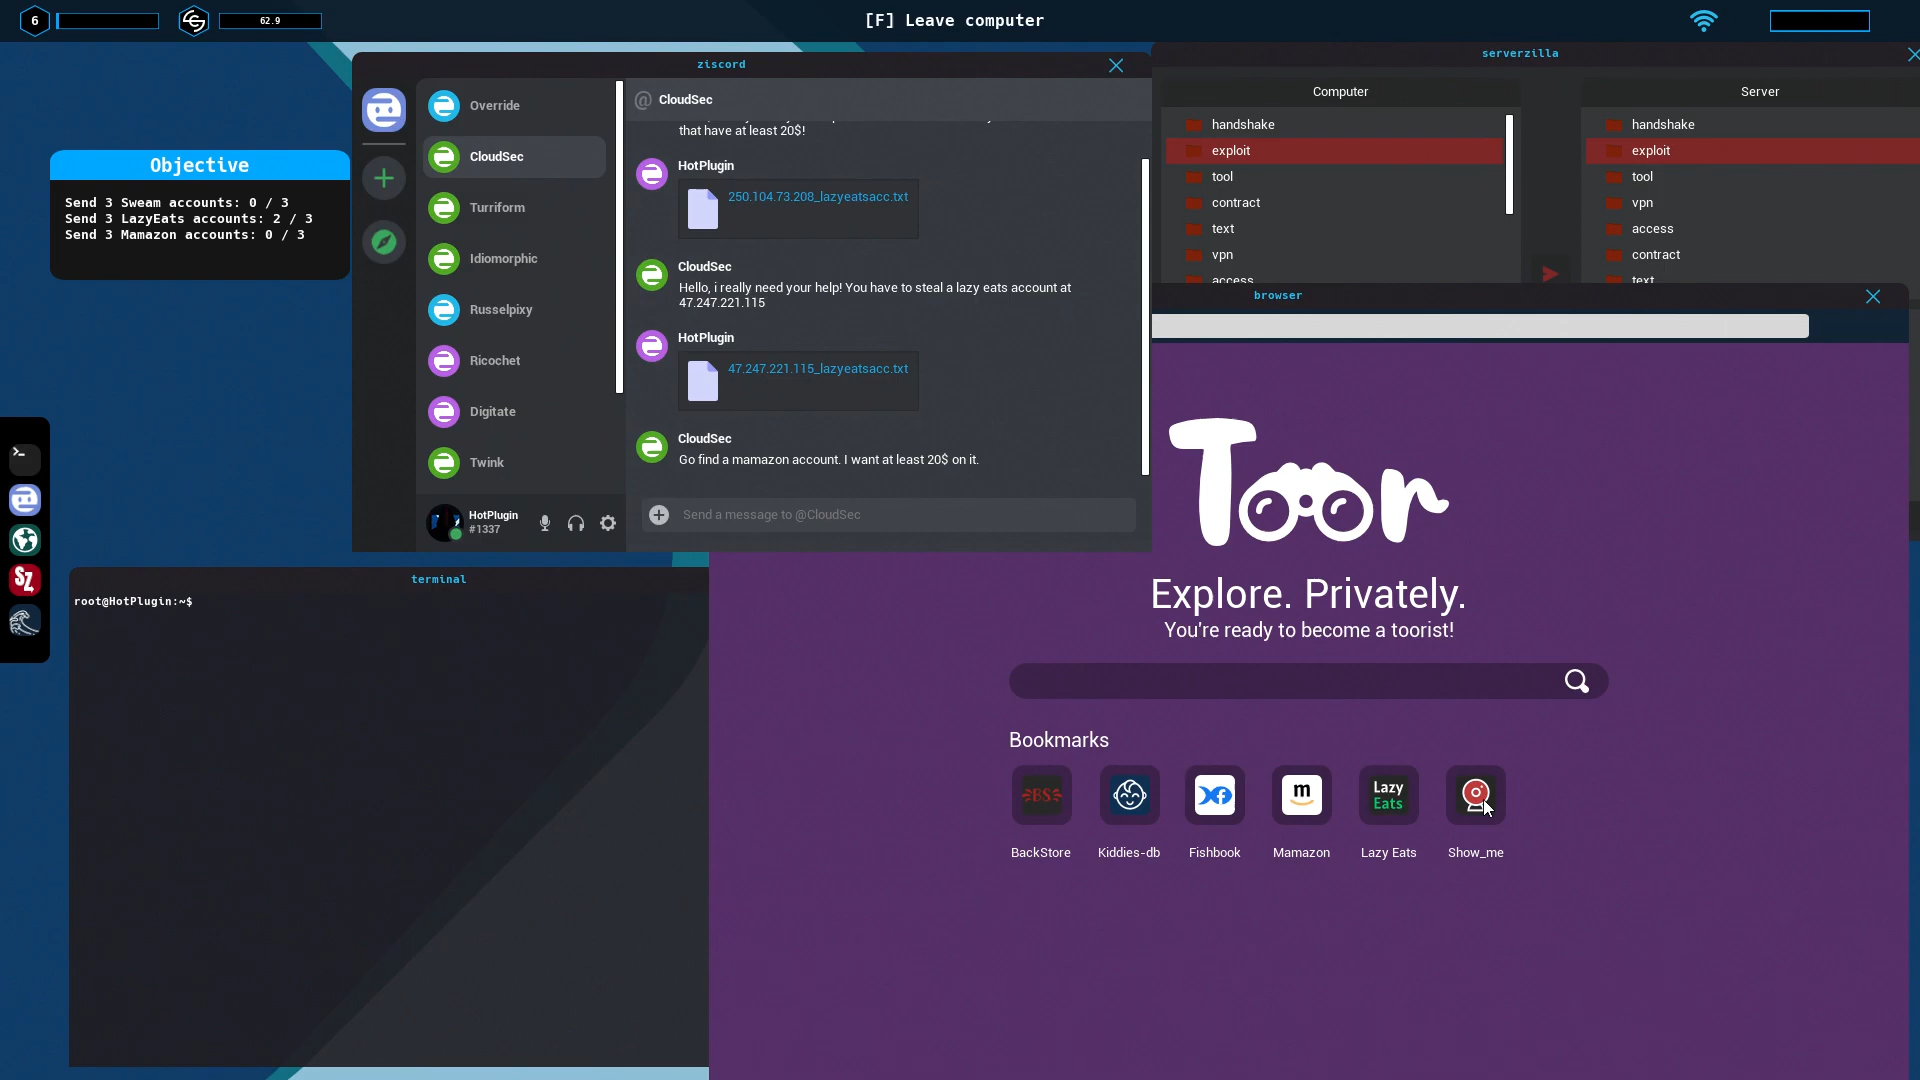 6
62.9
[F] Leave computer
Objective
Send 3 Sweam accounts: 0 / 3
Send 3 LazyEats accounts: 2 / 3
Send 3 Mamazon accounts: 0 / 3
ziscord
Override
CloudSec
Turriform
Idiomorphic
Russelpixy
Ricochet
Digitate
Twink
HotPlugin
#1337
@ CloudSec
that have at least 20$!
HotPlugin
250.104.73.208_lazyeatsacc.txt
CloudSec
Hello, i really need your help! You have to steal a lazy eats account at
47.247.221.115
HotPlugin
47.247.221.115_lazyeatsacc.txt
CloudSec
Go find a mamazon account. I want at least 20$ on it.
Send a message to @CloudSec
serverzilla
Computer
handshake
exploit
tool
contract
text
vpn
access
Server
handshake
exploit
tool
vpn
access
contract
text
browser
Toor
Explore. Privately.
You're ready to become a toorist!
Bookmarks
BS
m
Lazy
Eats
BackStore
Kiddies-db
Fishbook
Mamazon
Lazy Eats
Show_me
terminal
root@HotPlugin:~$
SZ